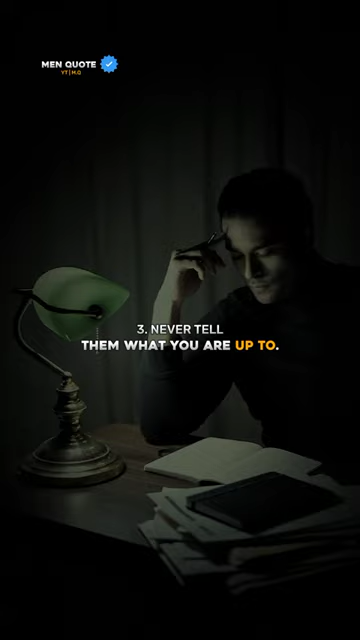 MEN QUOTE
YT | M.Q
3. NEVER TELL
THEM WHAT YOU ARE UP TO.